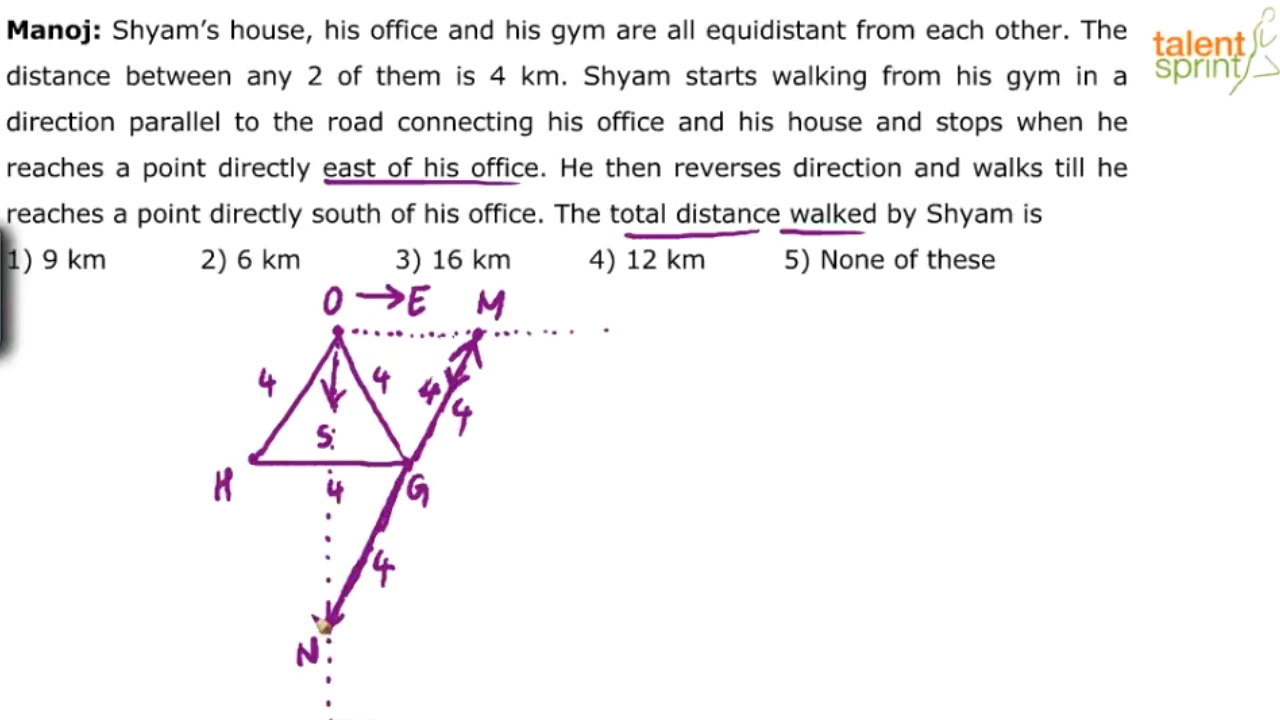 Manoj: Shyam’s house, his office and his gym are all equidistant from each other. The
distance between any 2 of them is 4 km. Shyam starts walking from his gym in a
direction parallel to the road connecting his office and his house and stops when he
reaches a point directly east of his office. He then reverses direction and walks till he
reaches a point directly south of his office. The total distance walked by Shyam is
1) 9 km 2) 6 km 3) 16 km 4) 12 km 5) None of these
talent
sprint
O → E M
4 4 4
4
S
H 4 G
4
N